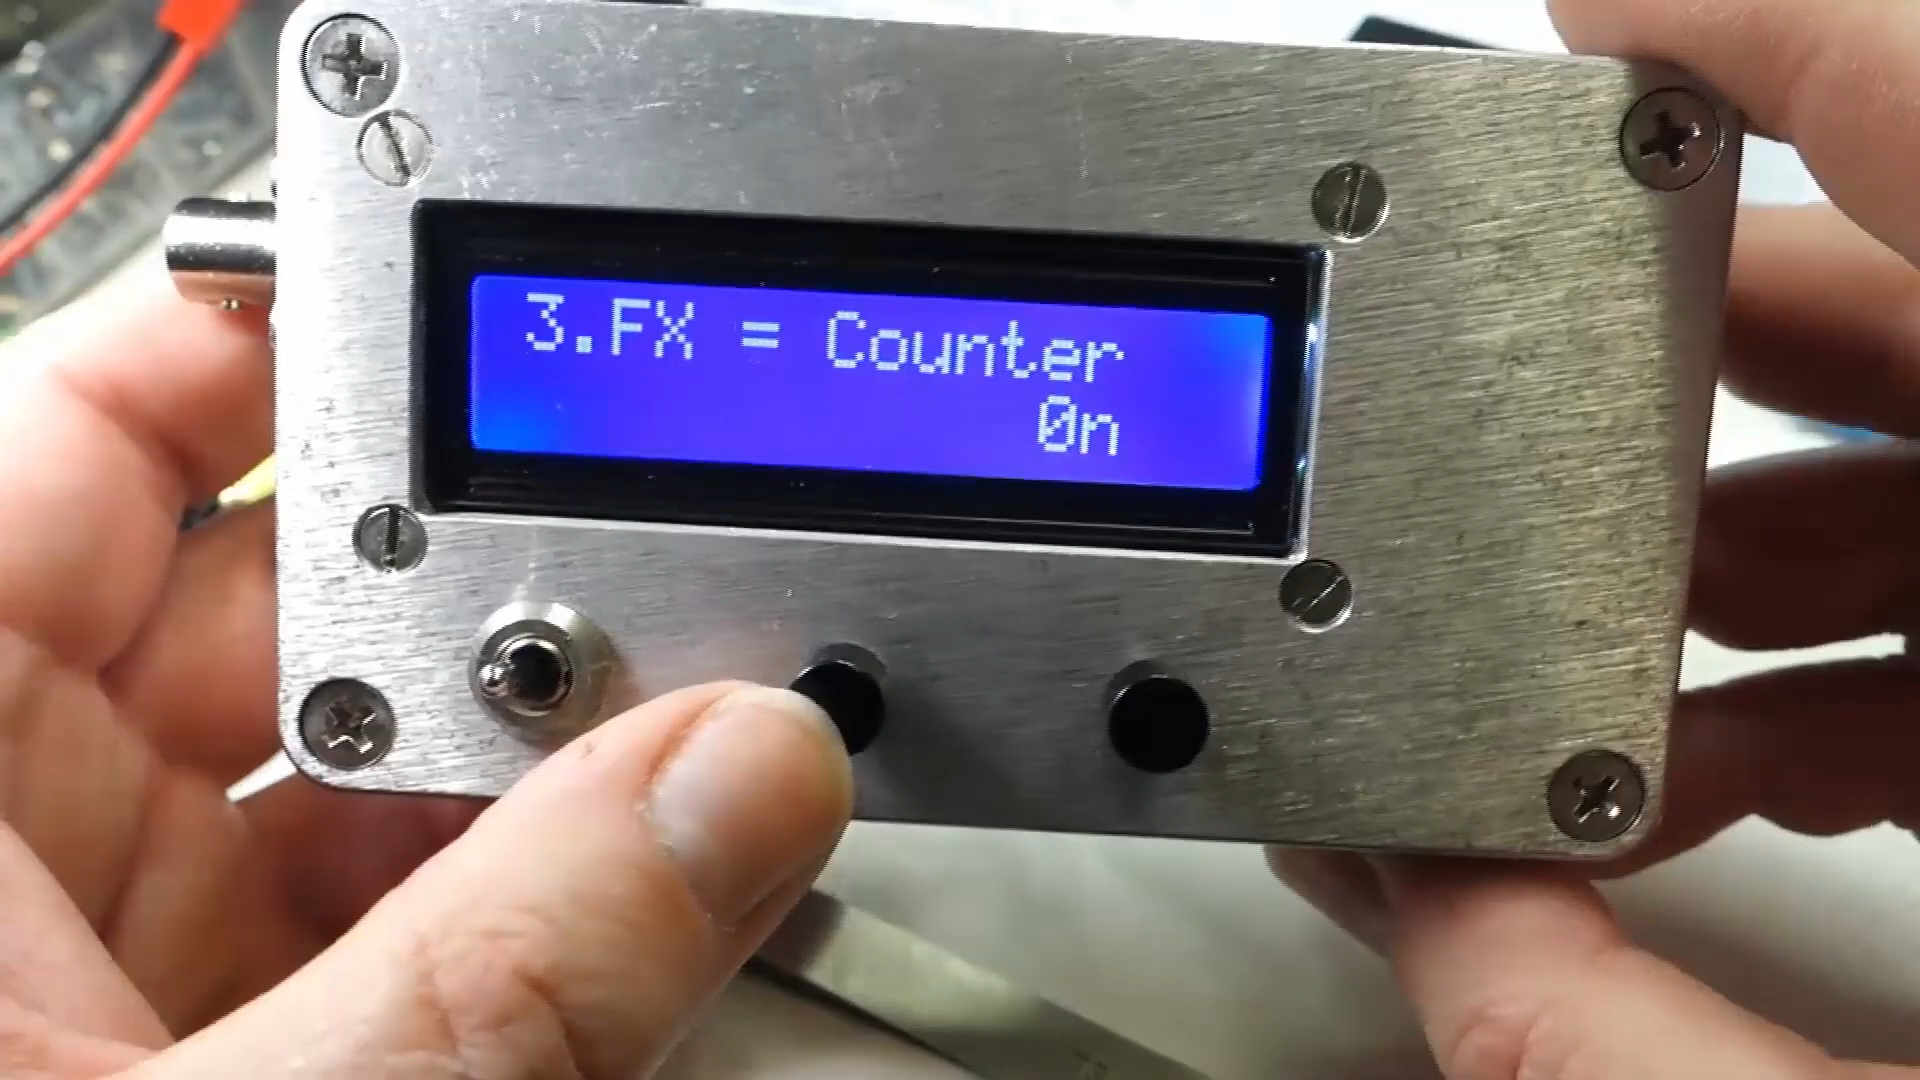 3.FX = Counter
0n